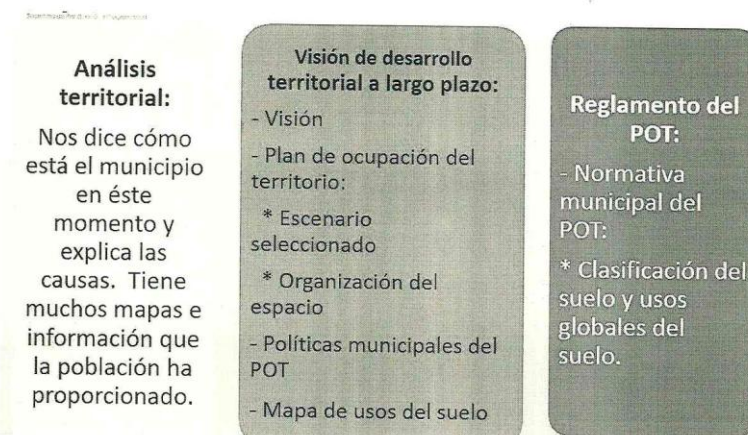 Análisis
territorial:
Nos dice cómo
está el municipio
en éste
momento y
explica las
causas. Tiene
muchos mapas e
información que
la población ha
proporcionado.
Visión de desarrollo
territorial a largo plazo:
- Visión
- Plan de ocupación del
territorio:
* Escenario
seleccionado
* Organización del
espacio
- Políticas municipales del
POT
- Mapa de usos del suelo
Reglamento del
POT:
- Normativa
municipal del
POT:
* Clasificación del
suelo y usos
globales del
suelo.